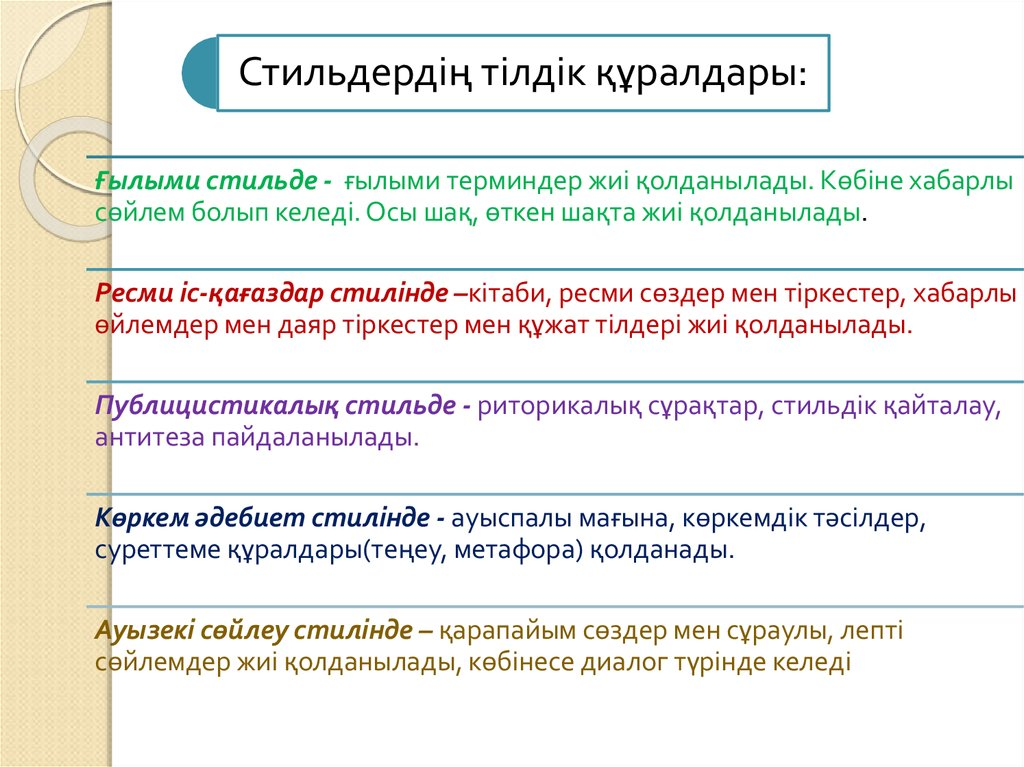 Стильдердің тілдік құралдары:
Ғылыми стильде - ғылыми терминдер жиі қолданылады. Көбіне хабарлы
сөйлем болып келеді. Осы шақ, өткен шақта жиі қолданылады.
Ресми іс-қағаздар стилінде –кітаби, ресми сөздер мен тіркестер, хабарлы
өйлемдер мен даяр тіркестер мен құжат тілдері жиі қолданылады.
Публицистикалық стильде - риторикалық сұрақтар, стильдік қайталау,
антитеза пайдаланылады.
Көркем әдебиет стилінде - ауыспалы мағына, көркемдік тәсілдер,
суреттеме құралдары(теңеу, метафора) қолданады.
Ауызекі сөйлеу стилінде – қарапайым сөздер мен сұраулы, лепті
сөйлемдер жиі қолданылады, көбінесе диалог түрінде келеді